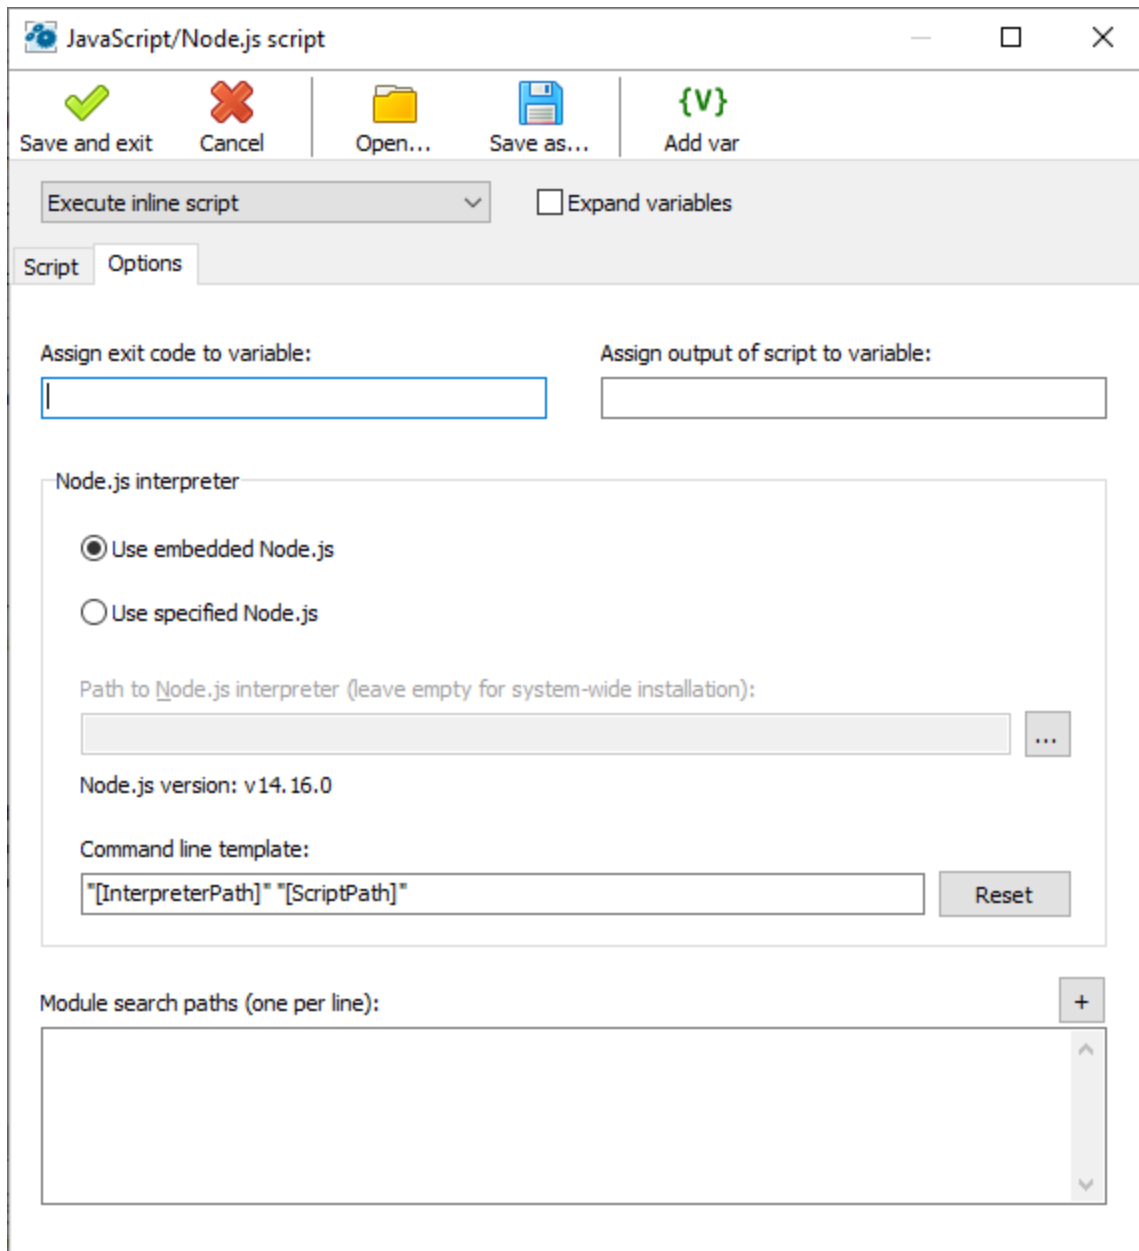 JavaScript/Node.js script
{V}
Save and exit Cancel Open... Save as... Add var
Execute inline script Expand variables
Script Options
Assign exit code to variable: Assign output of script to variable:
Node.js interpreter
Use embedded Node.js
Use specified Node.js
Path to Node.js interpreter (leave empty for system-wide installation):
...
Node.js version: v14.16.0
Command line template:
"[InterpreterPath]" "[ScriptPath]" Reset
Module search paths (one per line): +